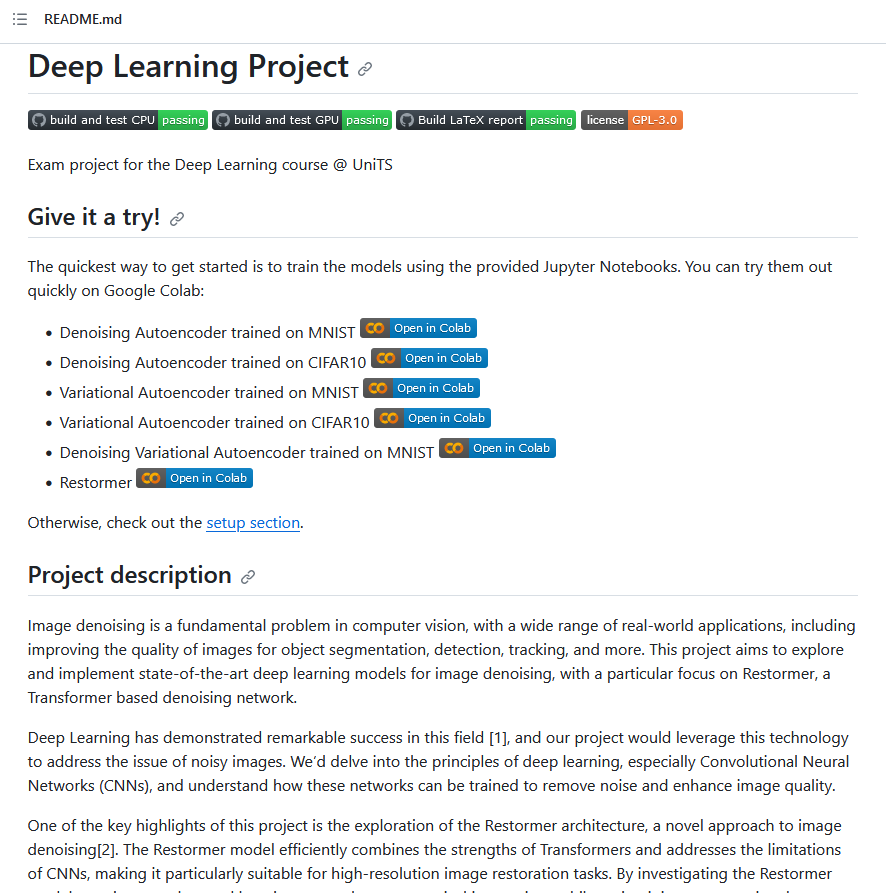 README.md
Deep Learning Project
build and test CPU passing build and test GPU passing Build LaTeX report passing license GPL-3.0
Exam project for the Deep Learning course @ UniTS
Give it a try!
The quickest way to get started is to train the models using the provided Jupyter Notebooks. You can try them out
quickly on Google Colab:
• Denoising Autoencoder trained on MNIST Open in Colab
• Denoising Autoencoder trained on CIFAR10 Open in Colab
• Variational Autoencoder trained on MNIST Open in Colab
• Variational Autoencoder trained on CIFAR10 Open in Colab
• Denoising Variational Autoencoder trained on MNIST Open in Colab
• Restormer Open in Colab
Otherwise, check out the setup section.
Project description
Image denoising is a fundamental problem in computer vision, with a wide range of real-world applications, including
improving the quality of images for object segmentation, detection, tracking, and more. This project aims to explore
and implement state-of-the-art deep learning models for image denoising, with a particular focus on Restormer, a
Transformer based denoising network.
Deep Learning has demonstrated remarkable success in this field [1], and our project would leverage this technology
to address the issue of noisy images. We’d delve into the principles of deep learning, especially Convolutional Neural
Networks (CNNs), and understand how these networks can be trained to remove noise and enhance image quality.
One of the key highlights of this project is the exploration of the Restormer architecture, a novel approach to image
denoising[2]. The Restormer model efficiently combines the strengths of Transformers and addresses the limitations
of CNNs, making it particularly suitable for high-resolution image restoration tasks. By investigating the Restormer